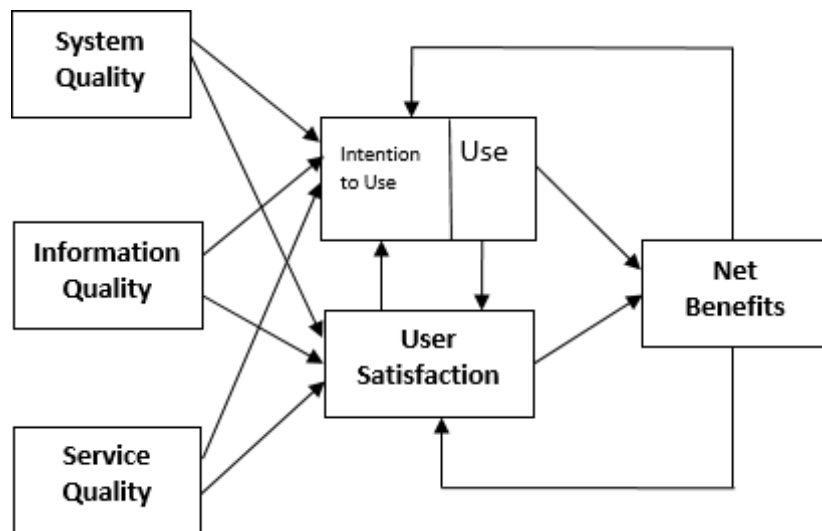 System
Quality
Intention
to Use
Use
Information
Quality
Net
Benefits
User
Satisfaction
Service
Quality